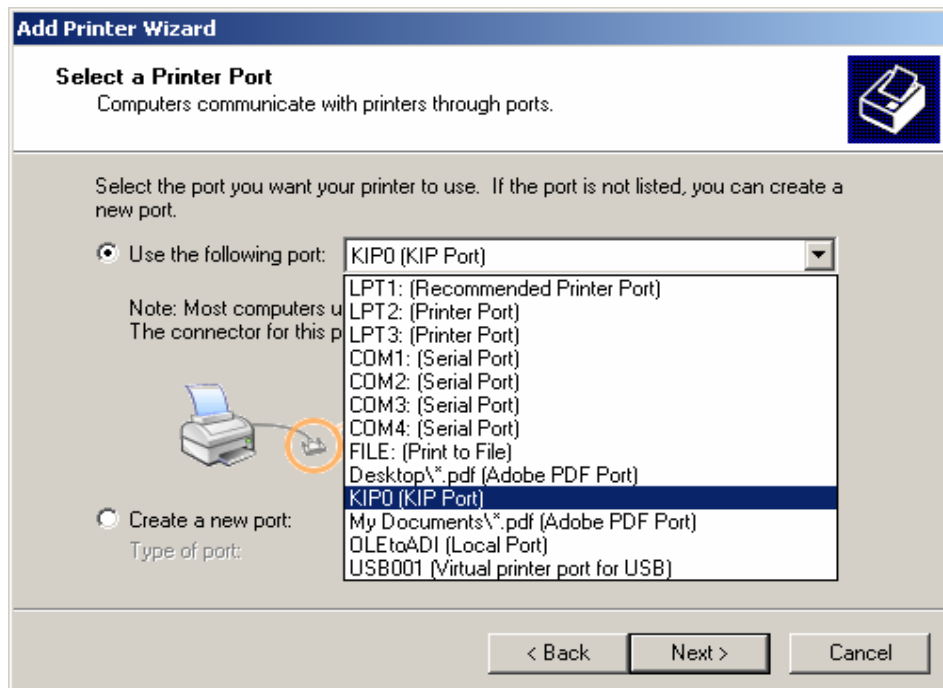 Add Printer Wizard
Select a Printer Port
Computers communicate with printers through ports.
Select the port you want your printer to use. If the port is not listed, you can create a
new port.
Use the following port: KIP0 (KIP Port)
LPT1: (Recommended Printer Port)
Note: Most computers u
LPT2: (Printer Port)
The connector for this p
LPT3: (Printer Port)
COM1: (Serial Port)
COM2: (Serial Port)
COM3: (Serial Port)
COM4: (Serial Port)
FILE: (Print to File)
Desktop\*.pdf (Adobe PDF Port)
KIP0 (KIP Port)
Create a new port:
My Documents\*.pdf (Adobe PDF Port)
Type of port:
OLEtoADI (Local Port)
USB001 (Virtual printer port for USB)
< Back Next > Cancel